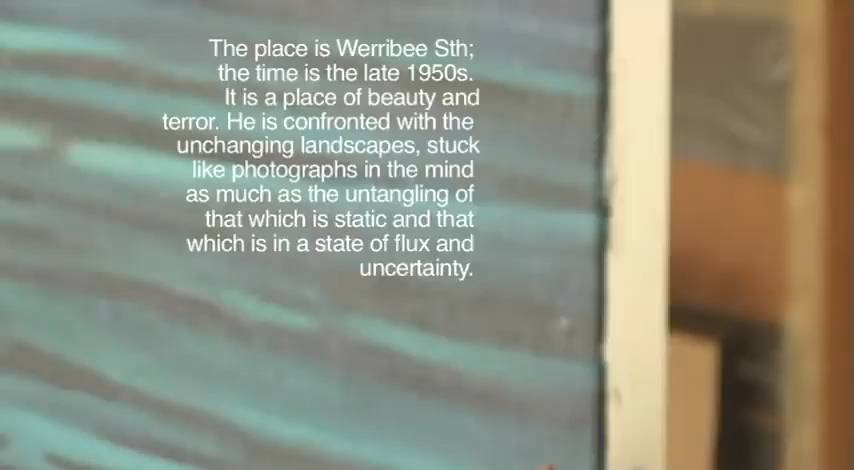 The place is Werribee Sth;
the time is the late 1950s.
It is a place of beauty and
terror. He is confronted with the
unchanging landscapes, stuck
like photographs in the mind
as much as the untangling of
that which is static and that
which is in a state of flux and
uncertainty.